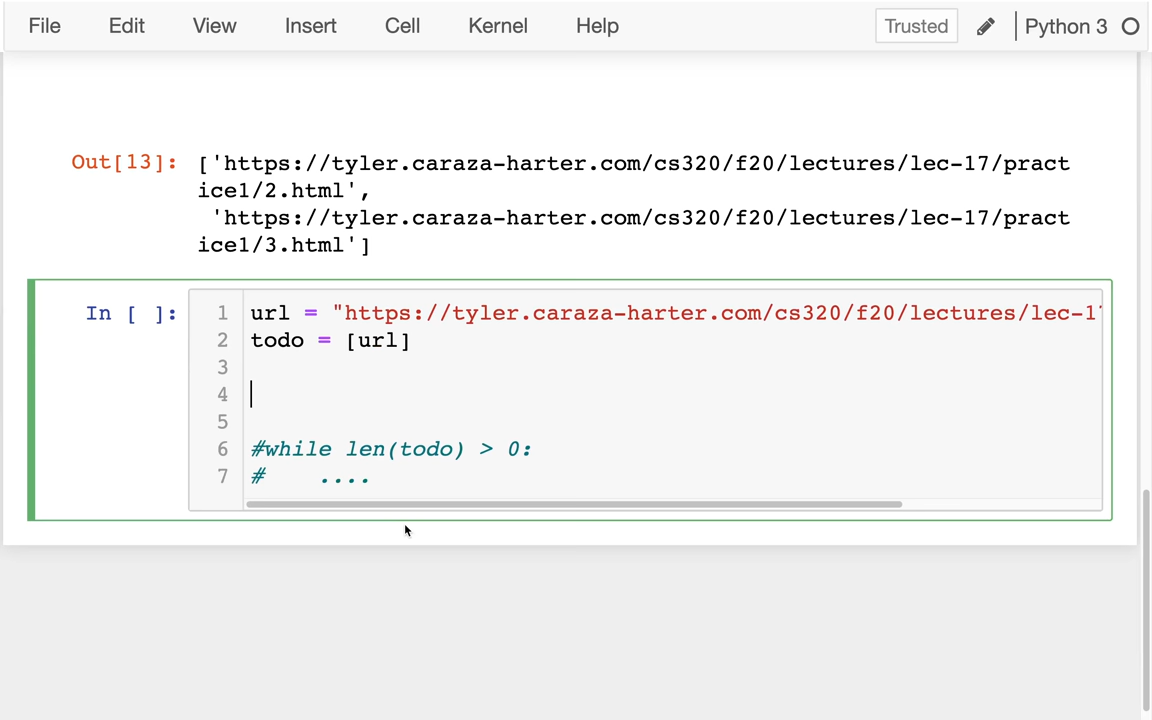 File Edit View Insert Cell Kernel Help Trusted Python 3
Out[13]: ['https://tyler.caraza-harter.com/cs320/f20/lectures/lec-17/pract
ice1/2.html',
'https://tyler.caraza-harter.com/cs320/f20/lectures/lec-17/pract
ice1/3.html']
In [ ]: 1 url = "https://tyler.caraza-harter.com/cs320/f20/lectures/lec-1
2 todo = [url]
3
4
5
6 #while len(todo) > 0:
7 #    ....